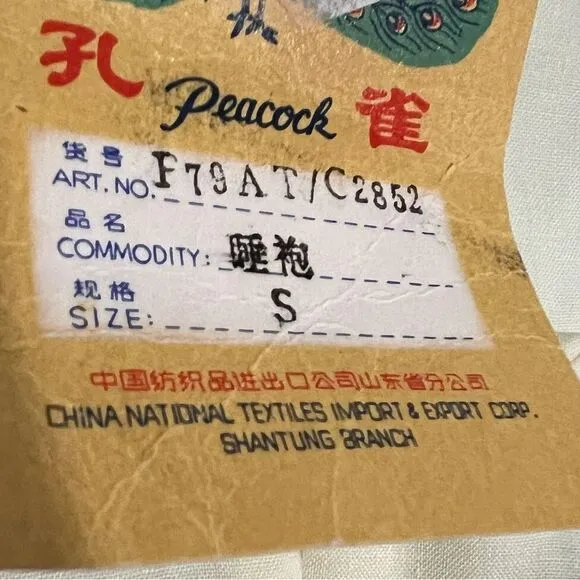 孔 Peacock 雀
货号
ART.NO. F79AT/C2852
品名
COMMODITY: 睡袍
规格
SIZE: S
中国纺织品进出口公司山东省分公司
CHINA NATIONAL TEXTILES IMPORT & EXPORT CORP.
SHANTUNG BRANCH